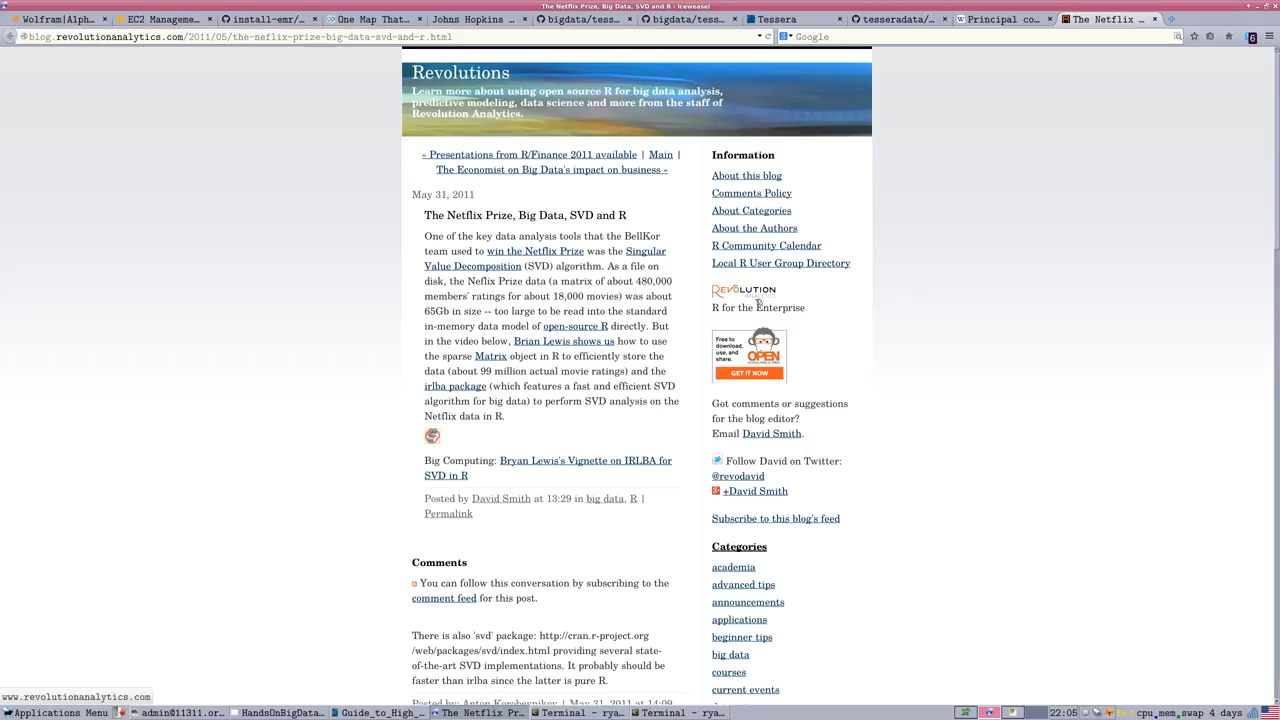 The Netflix Prize, Big Data, SVD and R - Iceweasel
Wolfram|Alph...
EC2 Manageme...
install-emr/...
One Map That...
Johns Hopkins ...
bigdata/tess...
bigdata/tess...
Tessera
tesseradata/...
Principal co...
The Netflix ...
blog.revolutionanalytics.com/2011/05/the-neflix-prize-big-data-svd-and-r.html
Google
6
Revolutions
Learn more about using open source R for big data analysis,
predictive modeling, data science and more from the staff of
Revolution Analytics.
« Presentations from R/Finance 2011 available | Main |
The Economist on Big Data's impact on business »
May 31, 2011
The Netflix Prize, Big Data, SVD and R
One of the key data analysis tools that the BellKor
team used to win the Netflix Prize was the Singular
Value Decomposition (SVD) algorithm. As a file on
disk, the Neflix Prize data (a matrix of about 480,000
members' ratings for about 18,000 movies) was about
65Gb in size -- too large to be read into the standard
in-memory data model of open-source R directly. But
in the video below, Brian Lewis shows us how to use
the sparse Matrix object in R to efficiently store the
data (about 99 million actual movie ratings) and the
irlba package (which features a fast and efficient SVD
algorithm for big data) to perform SVD analysis on the
Netflix data in R.
Big Computing: Bryan Lewis's Vignette on IRLBA for
SVD in R
Posted by David Smith at 13:29 in big data, R |
Permalink
Comments
You can follow this conversation by subscribing to the
comment feed for this post.
There is also 'svd' package: http://cran.r-project.org
/web/packages/svd/index.html providing several state-
of-the-art SVD implementations. It probably should be
faster than irlba since the latter is pure R.
Posted by: Anton Korobeynikov | May 31, 2011 at 14:09
Information
About this blog
Comments Policy
About Categories
About the Authors
R Community Calendar
Local R User Group Directory
REVOLUTION
ANALYTICS
R for the Enterprise
Free to
download,
use, and
share.
OPEN
GET IT NOW
Got comments or suggestions
for the blog editor?
Email David Smith.
Follow David on Twitter:
@revodavid
+David Smith
Subscribe to this blog's feed
Categories
academia
advanced tips
announcements
applications
beginner tips
big data
courses
current events
www.revolutionanalytics.com
Applications Menu
admin@11311.or...
HandsOnBigData...
Guide_to_High_...
The Netflix Pr...
Terminal - rya...
Terminal - rya...
22:05
cpu mem swap 4 days